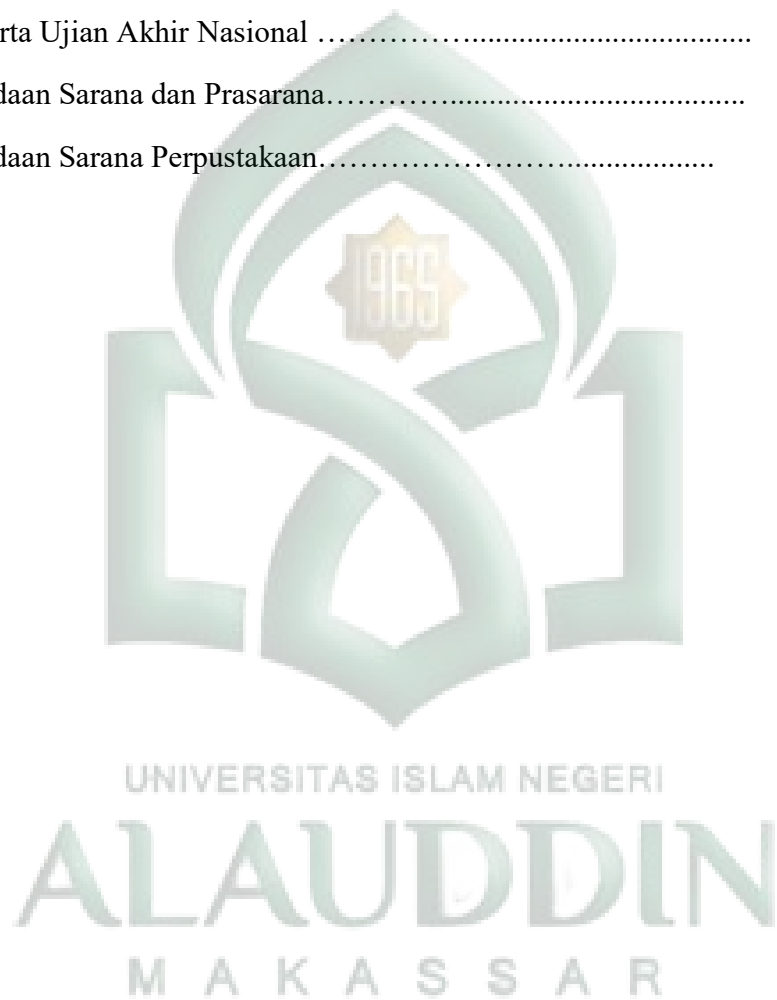 rta Ujian Akhir Nasional …………….....................................
daan Sarana dan Prasarana…………......................................
daan Sarana Perpustakaan……………………...................
1965
UNIVERSITAS ISLAM NEGERI
ALAUDDIN
M A K A S S A R